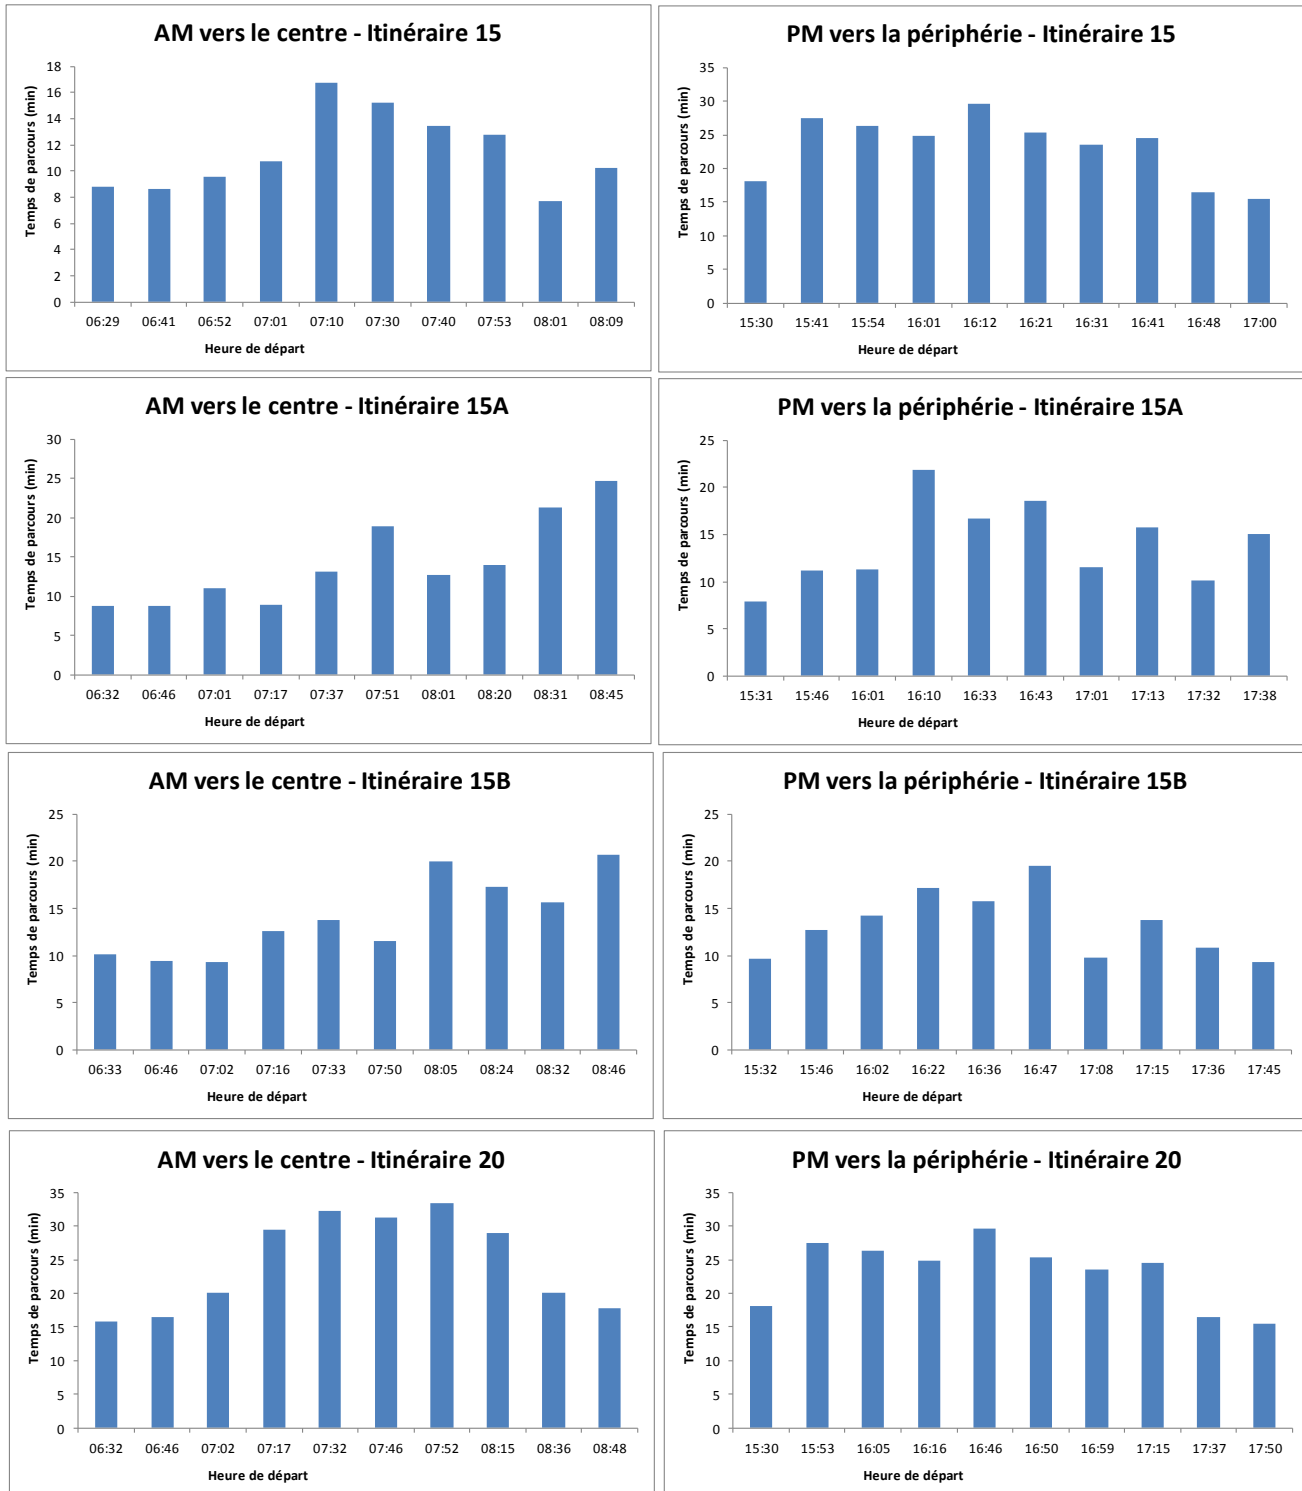 AM vers le centre - Itinéraire 15
Temps de parcours (min)
18
16
14
12
10
8
6
4
2
0
06:29 06:41 06:52 07:01 07:10 07:30 07:40 07:53 08:01 08:09
Heure de départ
PM vers la périphérie - Itinéraire 15
Temps de parcours (min)
35
30
25
20
15
10
5
0
15:30 15:41 15:54 16:01 16:12 16:21 16:31 16:41 16:48 17:00
Heure de départ
AM vers le centre - Itinéraire 15A
Temps de parcours (min)
30
25
20
15
10
5
0
06:32 06:46 07:01 07:17 07:37 07:51 08:01 08:20 08:31 08:45
Heure de départ
PM vers la périphérie - Itinéraire 15A
Temps de parcours (min)
25
20
15
10
5
0
15:31 15:46 16:01 16:10 16:33 16:43 17:01 17:13 17:32 17:38
Heure de départ
AM vers le centre - Itinéraire 15B
Temps de parcours (min)
25
20
15
10
5
0
06:33 06:46 07:02 07:16 07:33 07:50 08:05 08:24 08:32 08:46
Heure de départ
PM vers la périphérie - Itinéraire 15B
Temps de parcours (min)
25
20
15
10
5
0
15:32 15:46 16:02 16:22 16:36 16:47 17:08 17:15 17:36 17:45
Heure de départ
AM vers le centre - Itinéraire 20
Temps de parcours (min)
35
30
25
20
15
10
5
0
06:32 06:46 07:02 07:17 07:32 07:46 07:52 08:15 08:36 08:48
Heure de départ
PM vers la périphérie - Itinéraire 20
Temps de parcours (min)
35
30
25
20
15
10
5
0
15:30 15:53 16:05 16:16 16:46 16:50 16:59 17:15 17:37 17:50
Heure de départ